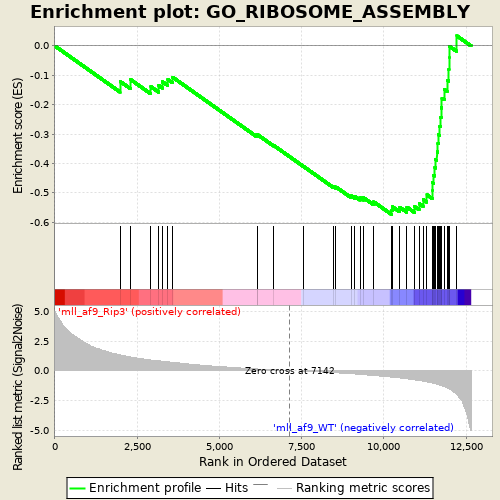 Enrichment plot: GO_RIBOSOME_ASSEMBLY
Enrichment score (ES)
0.0
-0.1
-0.2
-0.3
-0.4
-0.5
-0.6
'mll_af9_Rip3' (positively correlated)
Ranked list metric (Signal2Noise)
5.0
2.5
0.0
-2.5
-5.0
Zero cross at 7142
'mll_af9_WT' (negatively correlated)
0 2,500 5,000 7,500 10,000 12,500
Rank in Ordered Dataset
Enrichment profile Hits Ranking metric scores